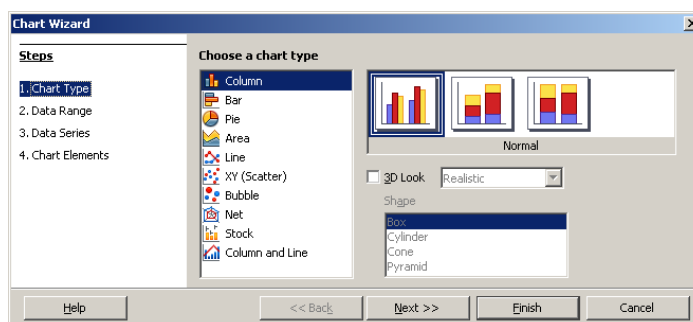 Chart Wizard
Steps
1. Chart Type
2. Data Range
3. Data Series
4. Chart Elements
Choose a chart type
Column
Bar
Pie
Area
Line
XY (Scatter)
Bubble
Net
Stock
Column and Line
Normal
3D Look
Realistic
Shape
Box
Cylinder
Cone
Pyramid
Help
<< Back
Next >>
Finish
Cancel